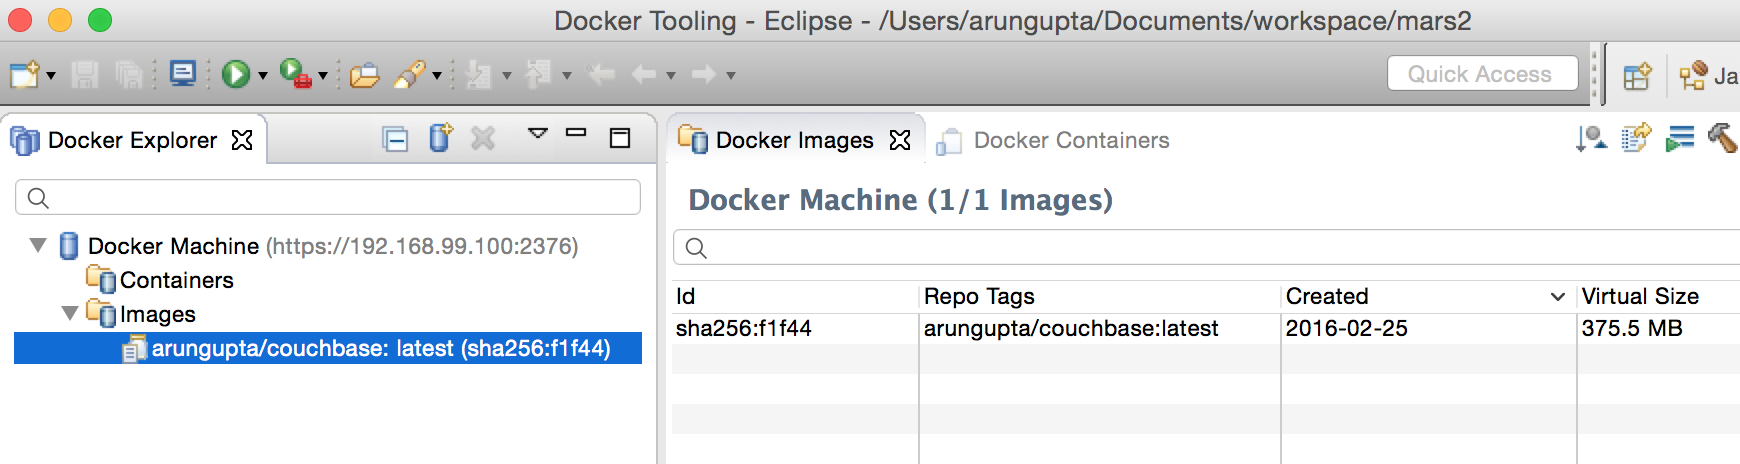 Docker Tooling - Eclipse - /Users/arungupta/Documents/workspace/mars2
Quick Access
Ja
Docker Explorer
Docker Images
Docker Containers
Docker Machine (https://192.168.99.100:2376)
Containers
Images
arungupta/couchbase: latest (sha256:f1f44)
Docker Machine (1/1 Images)
Id Repo Tags Created Virtual Size
sha256:f1f44 arungupta/couchbase:latest 2016-02-25 375.5 MB